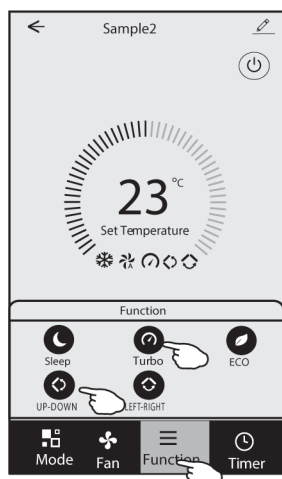 Sample2
23°C
Set Temperature
A
Function
Sleep Turbo ECO
UP-DOWN LEFT-RIGHT
Mode Fan Function Timer